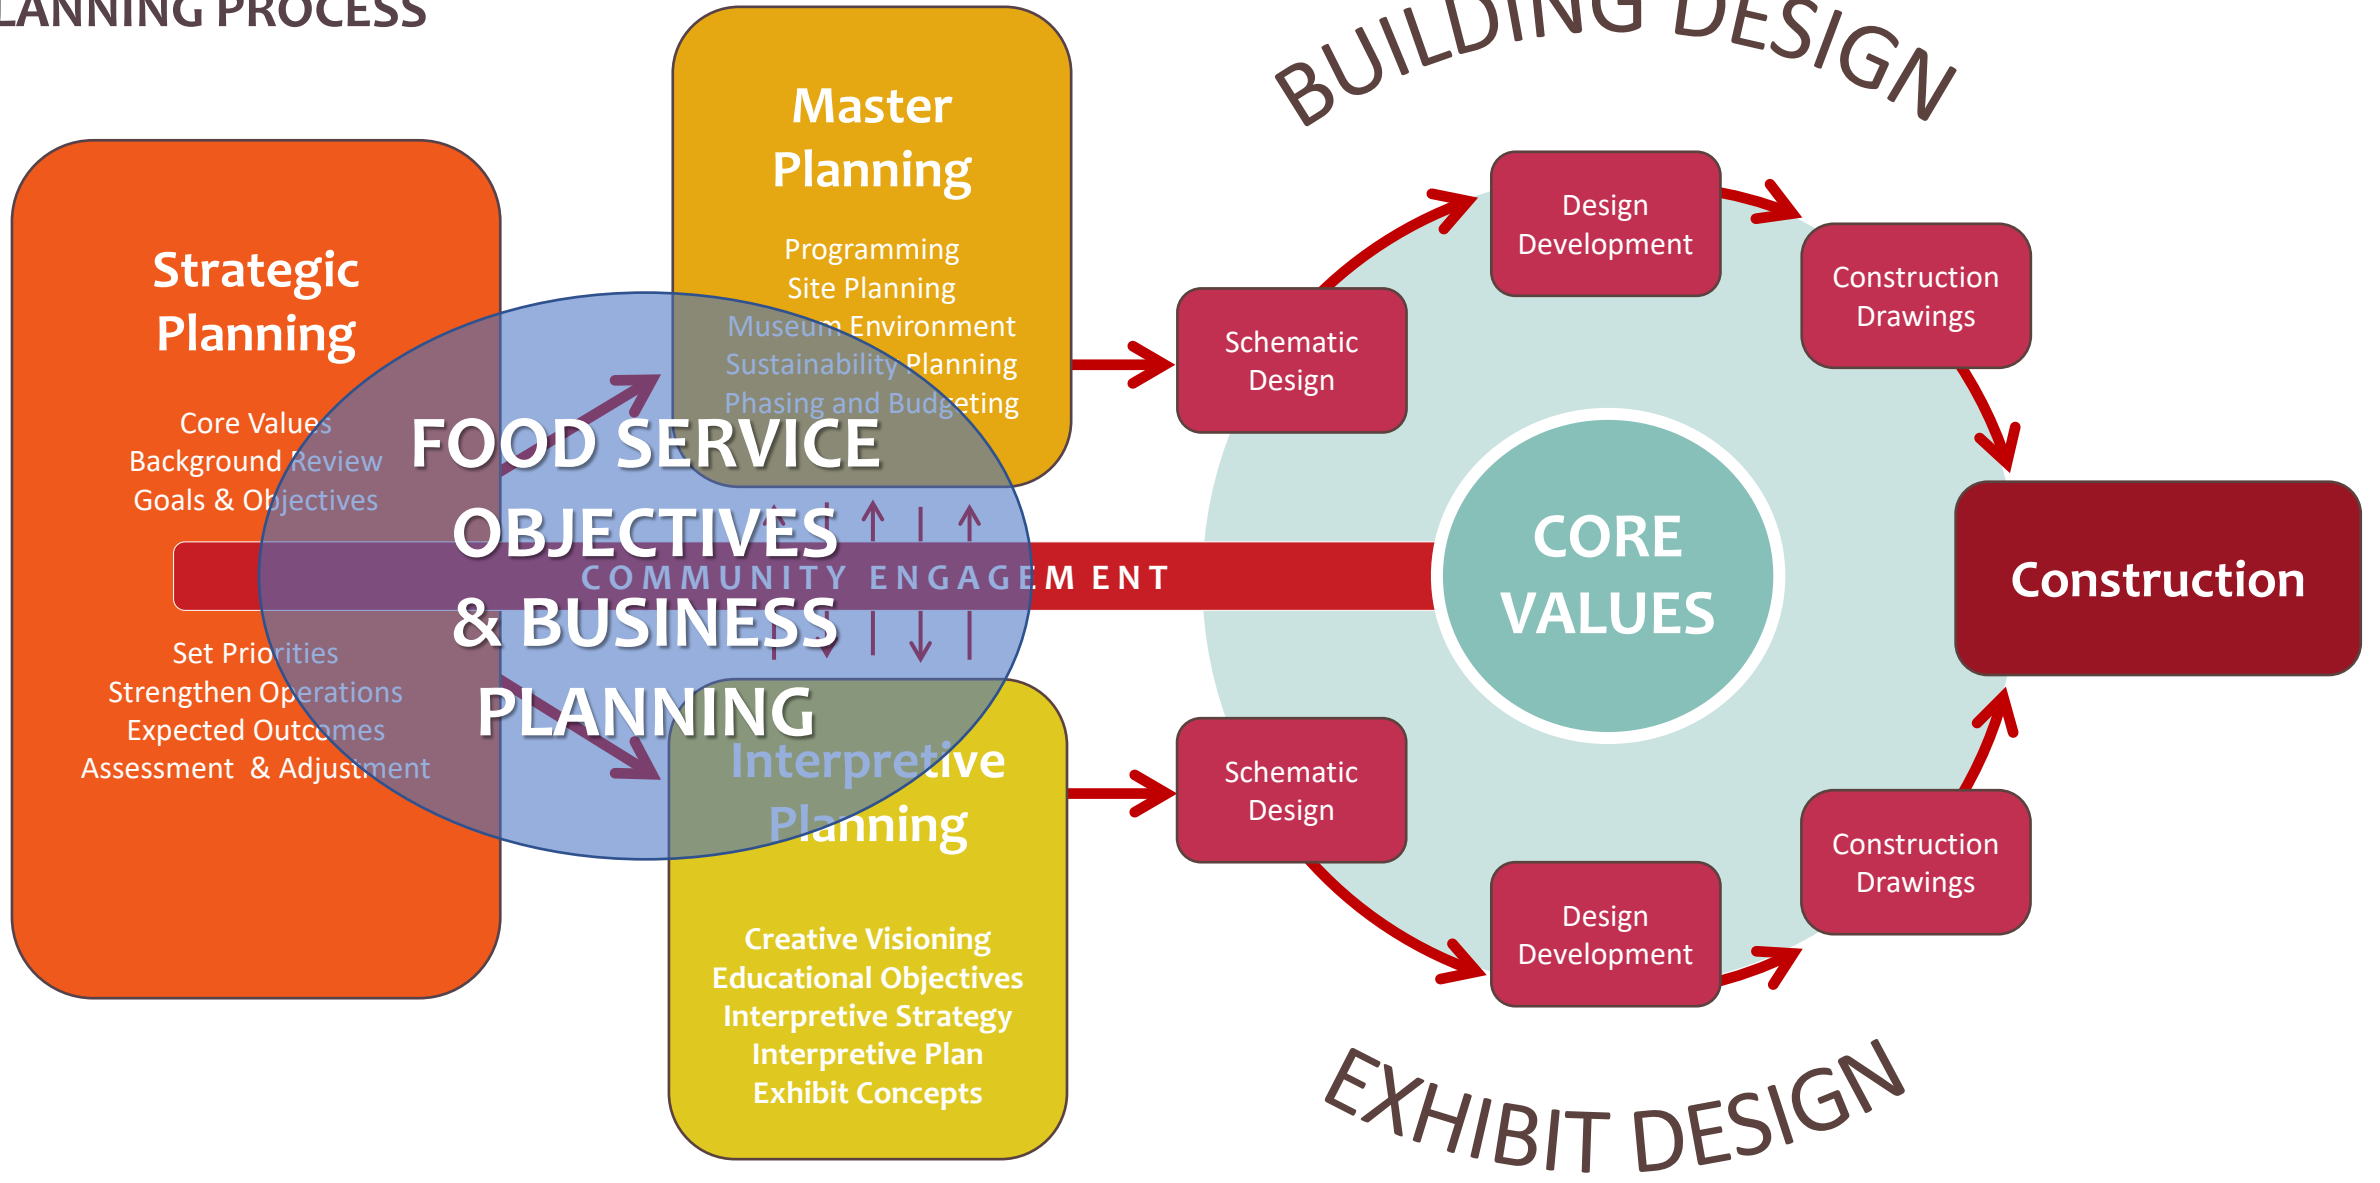 LANNING PROCESS
Strategic
Planning
Core Values
Background Review
Goals & Objectives
Set Priorities
Strengthen Operations
Expected Outcomes
Assessment & Adjustment
Master
Planning
Programming
Site Planning
Museum Environment
Sustainability Planning
Phasing and Budgeting
FOOD SERVICE
OBJECTIVES
& BUSINESS
PLANNING
COMMUNITY ENGAGEMENT
Interpretive
Planning
Creative Visioning
Educational Objectives
Interpretive Strategy
Interpretive Plan
Exhibit Concepts
BUILDING DESIGN
Schematic
Design
Design
Development
Construction
Drawings
CORE
VALUES
Construction
Schematic
Design
Design
Development
Construction
Drawings
EXHIBIT DESIGN